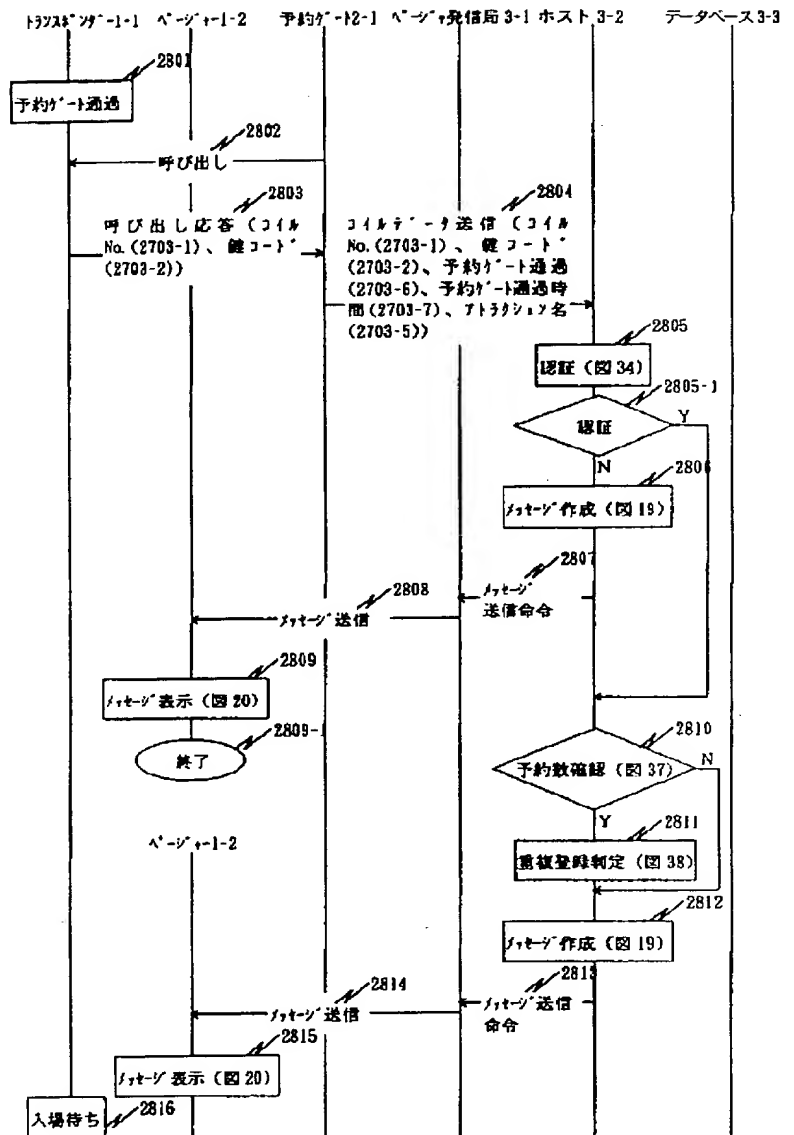 トランスポンダー1-1 ページャー1-2 予約ゲート2-1 ページャ発信局3-1 ホスト3-2 データベース3-3
2801
予約ゲート通過
2802
呼び出し
2803
呼び出し応答（コイル
No.(2703-1)、鍵コード
(2703-2))
2804
コイルデータ送信（コイル
No.(2703-1)、鍵コード
(2703-2)、予約ゲート通過
(2703-6)、予約ゲート通過時
間(2703-7)、アトラクション名
(2703-5))
2805
認証（図34）
2805-1
認証
Y
N
2806
メッセージ作成（図19）
2807
メッセージ
送信命令
2808
メッセージ送信
2809
メッセージ表示（図20）
2809-1
終了
2810
予約数確認（図37）
N
Y
ページャー1-2
2811
重複登録判定（図38）
2812
メッセージ作成（図19）
2813
メッセージ送信
命令
2814
メッセージ送信
2815
メッセージ表示（図20）
2816
入場待ち